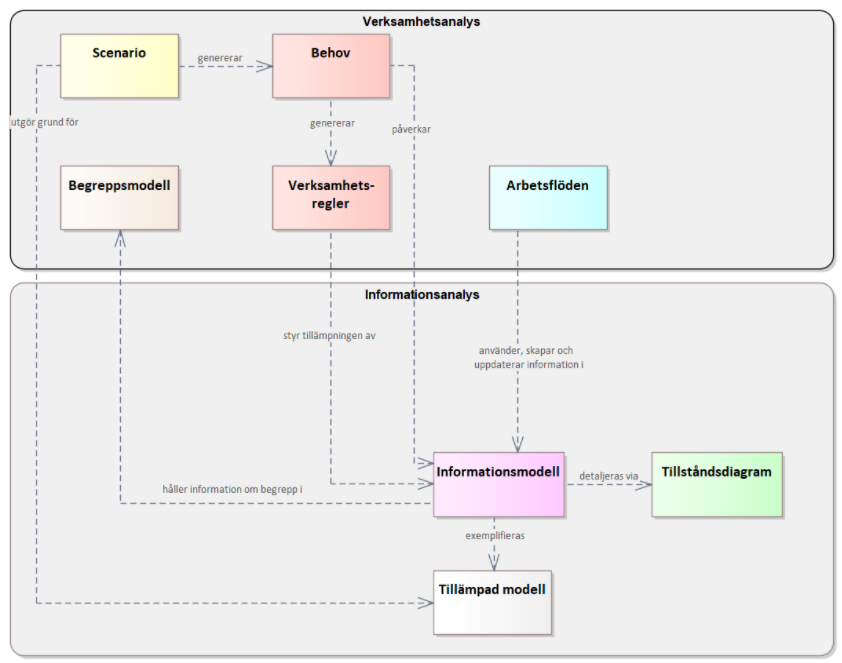 Verksamhetsanalys
Scenario
genererar
Behov
utgör grund för
genererar
påverkar
Begreppsmodell
Verksamhets-
regler
Arbetsflöden
Informationsanalys
styr tillämpningen av
använder, skapar och
uppdaterar information i
Informationsmodell
detaljeras via
Tillståndsdiagram
håller information om begrepp i
exemplifieras
Tillämpad modell